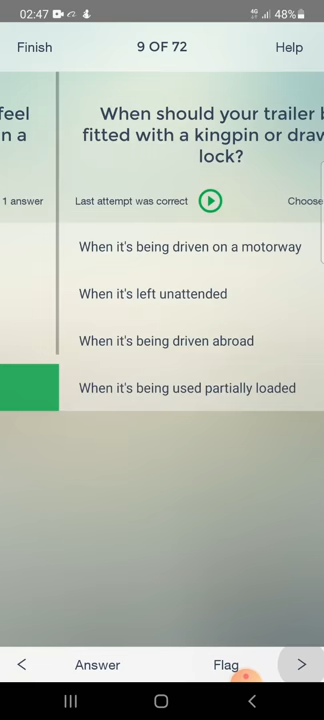 02:47
4G
48%
Finish
9 OF 72
Help
feel
n a
1 answer
When should your trailer b
fitted with a kingpin or draw
lock?
Last attempt was correct
Choose
When it's being driven on a motorway
When it's left unattended
When it's being driven abroad
When it's being used partially loaded
Answer
Flag